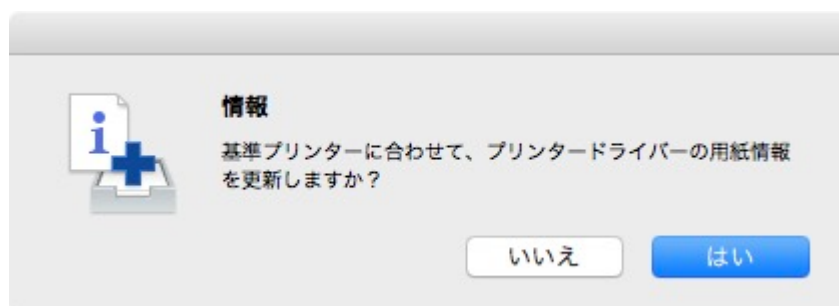 情報
基準プリンターに合わせて、プリンタードライバーの用紙情報
を更新しますか？
いいえ
はい